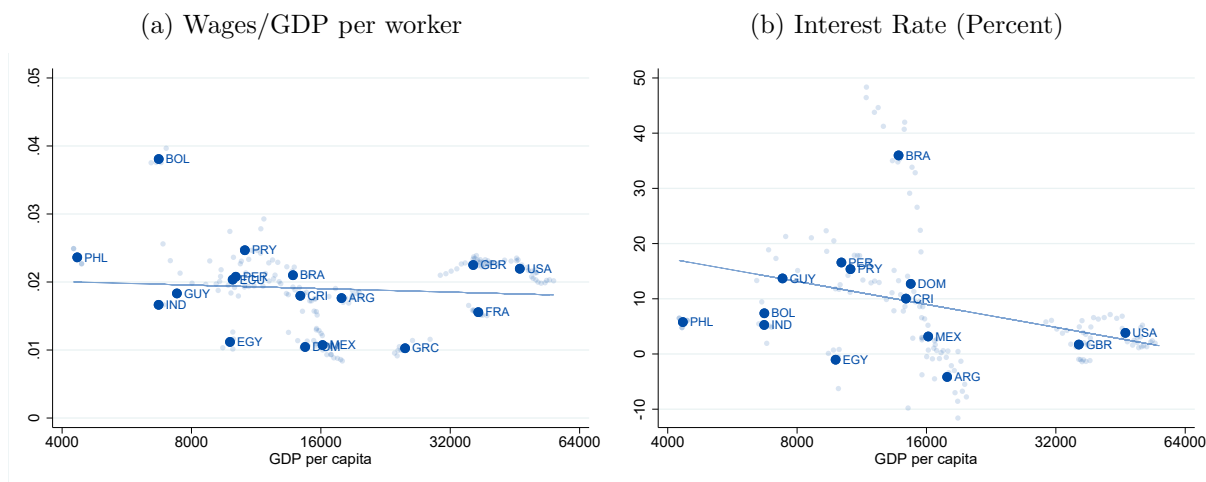 (a) Wages/GDP per worker
.05
.04
.03
.02
.01
0
BOL
PHL
PRY
PER
EGU
BRA
GUY
IND
CRI
ARG
GBR
USA
FRA
EGY
DOM
MEX
GRC
4000
8000
16000
32000
64000
GDP per capita
(b) Interest Rate (Percent)
50
40
30
20
10
0
-10
BRA
PER
PRY
GUY
DOM
CRI
BOL
IND
PHL
MEX
USA
GBR
EGY
ARG
4000
8000
16000
32000
64000
GDP per capita